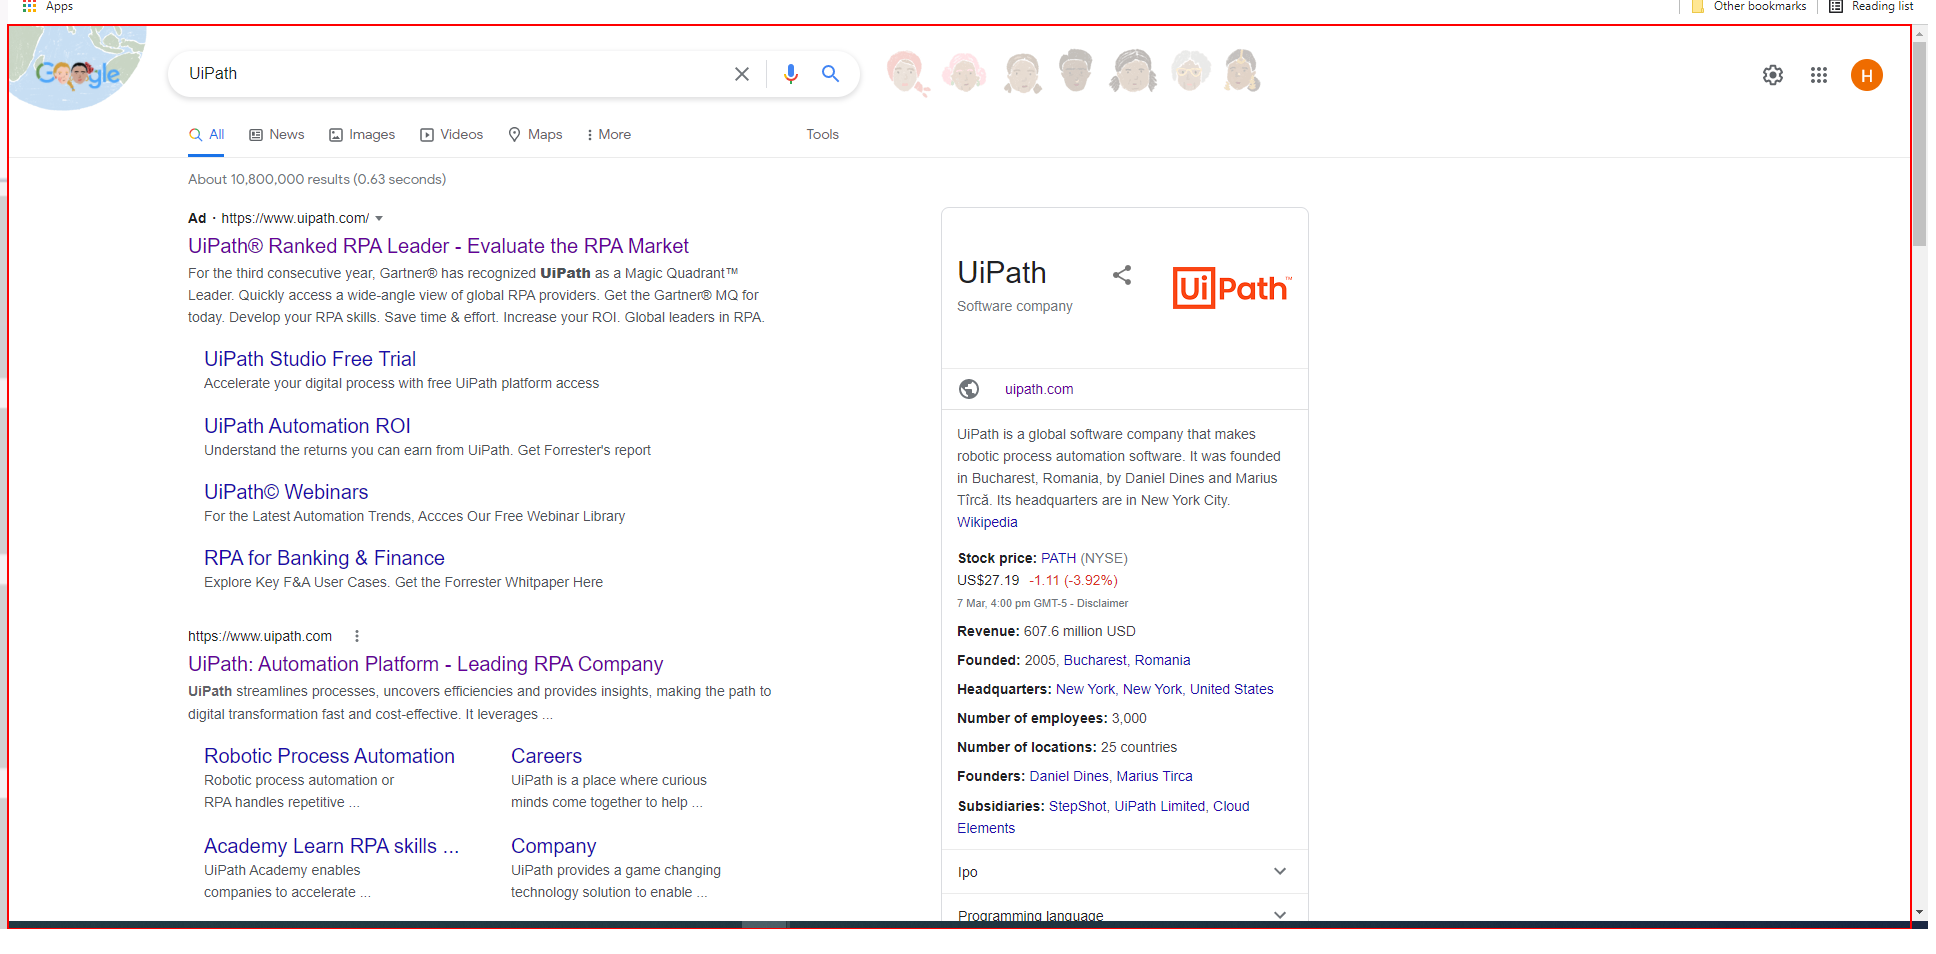 Apps
Other bookmarks
Reading list
Google
UiPath
H
All
News
Images
Videos
Maps
More
Tools
About 10,800,000 results (0.63 seconds)
Ad · https://www.uipath.com/
UiPath® Ranked RPA Leader - Evaluate the RPA Market
For the third consecutive year, Gartner® has recognized UiPath as a Magic Quadrant™
Leader. Quickly access a wide-angle view of global RPA providers. Get the Gartner® MQ for
today. Develop your RPA skills. Save time & effort. Increase your ROI. Global leaders in RPA.
UiPath Studio Free Trial
Accelerate your digital process with free UiPath platform access
UiPath Automation ROI
Understand the returns you can earn from UiPath. Get Forrester's report
UiPath© Webinars
For the Latest Automation Trends, Accces Our Free Webinar Library
RPA for Banking & Finance
Explore Key F&A User Cases. Get the Forrester Whitpaper Here
https://www.uipath.com
UiPath: Automation Platform - Leading RPA Company
UiPath streamlines processes, uncovers efficiencies and provides insights, making the path to
digital transformation fast and cost-effective. It leverages ...
Robotic Process Automation
Robotic process automation or
RPA handles repetitive ...
Careers
UiPath is a place where curious
minds come together to help ...
Academy Learn RPA skills ...
UiPath Academy enables
companies to accelerate ...
Company
UiPath provides a game changing
technology solution to enable ...
UiPath
Software company
UiPath™
uipath.com
UiPath is a global software company that makes
robotic process automation software. It was founded
in Bucharest, Romania, by Daniel Dines and Marius
Tîrcă. Its headquarters are in New York City.
Wikipedia
Stock price: PATH (NYSE)
US$27.19 -1.11 (-3.92%)
7 Mar, 4:00 pm GMT-5 - Disclaimer
Revenue: 607.6 million USD
Founded: 2005, Bucharest, Romania
Headquarters: New York, New York, United States
Number of employees: 3,000
Number of locations: 25 countries
Founders: Daniel Dines, Marius Tirca
Subsidiaries: StepShot, UiPath Limited, Cloud
Elements
Ipo
Programming language